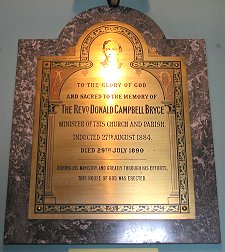 TO THE GLORY OF GOD
AND SACRED TO THE MEMORY OF
THE REVD DONALD CAMPBELL BRYCE
MINISTER OF THIS CHURCH AND PARISH.
INDUCTED 27TH AUGUST 1884.
DIED 29TH JULY 1890
DURING HIS MINISTRY, AND GREATLY THROUGH HIS EFFORTS,
THIS HOUSE OF GOD WAS ERECTED.